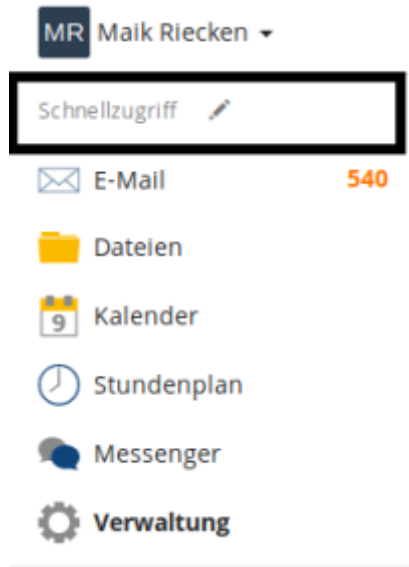 MR Maik Riecken
Schnellzugriff
E-Mail 540
Dateien
9 Kalender
Stundenplan
Messenger
Verwaltung